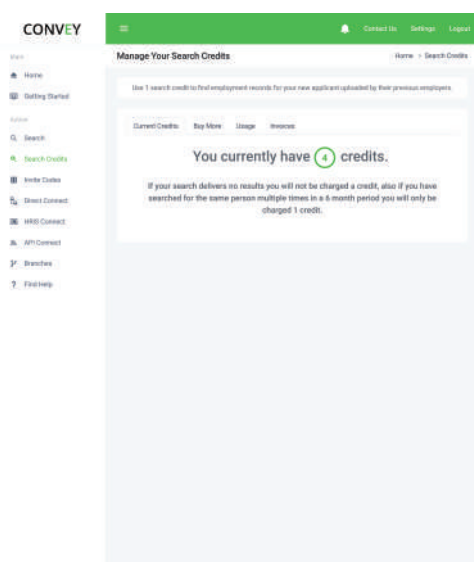 CONVEY
Contact Us Settings Logout
Manage Your Search Credits
Home > Search Credits
Main
Home
Getting Started
Search
Search Credits
Invite Codes
Direct Connect
HRIS Connect
API Connect
Branches
Find Help
Use 1 search credit to find employment records for your new applicant uploaded by their previous employers.
Current Credits Buy More Usage Invoices
You currently have 4 credits.
If your search delivers no results you will not be charged a credit, also if you have
searched for the same person multiple times in a 6 month period you will only be
charged 1 credit.